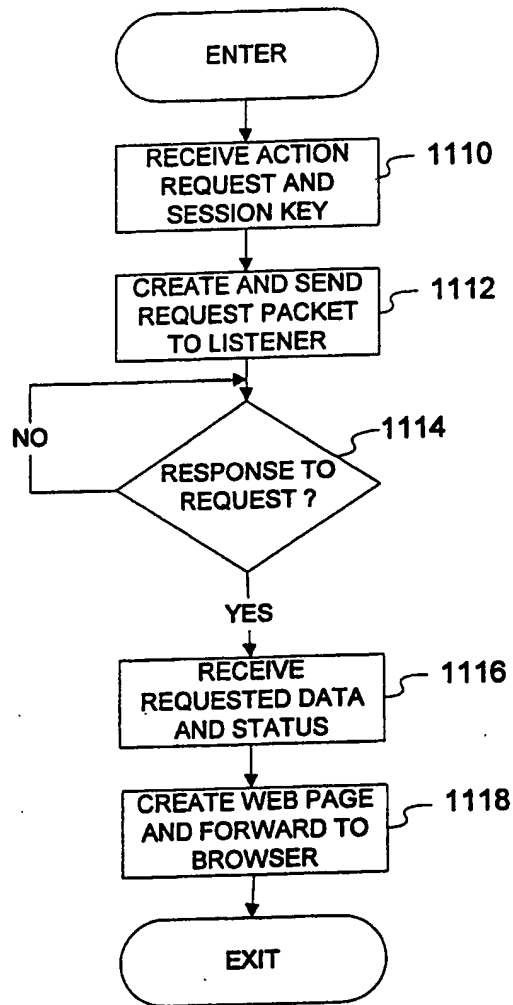 ENTER
RECEIVE ACTION
REQUEST AND
SESSION KEY
1110
CREATE AND SEND
REQUEST PACKET
TO LISTENER
1112
NO
RESPONSE TO
REQUEST ?
1114
YES
RECEIVE
REQUESTED DATA
AND STATUS
1116
CREATE WEB PAGE
AND FORWARD TO
BROWSER
1118
EXIT